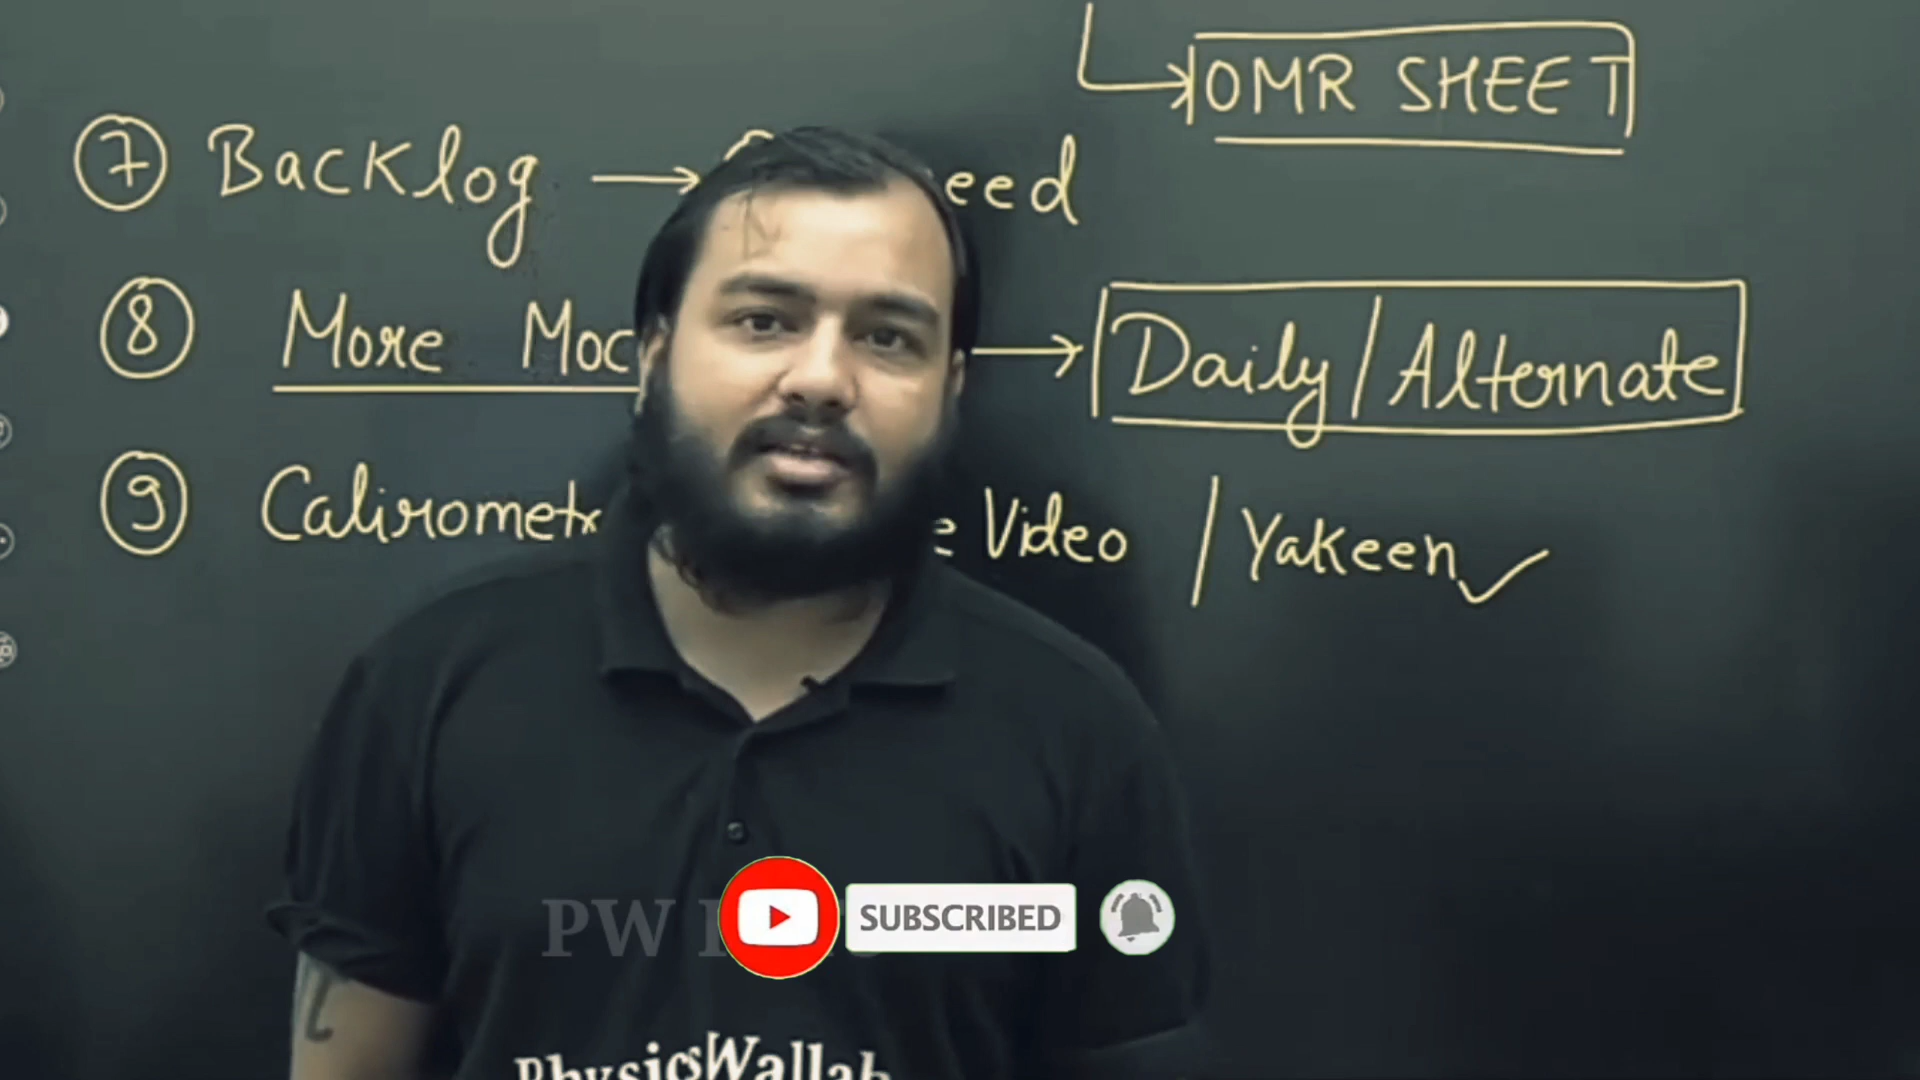 OMR SHEET
7 Backlog → eed
8 More Moc → Daily/Alternate
9 Calirometr e Video / Yakeen ✓
PW
SUBSCRIBED
PhysicsWallah